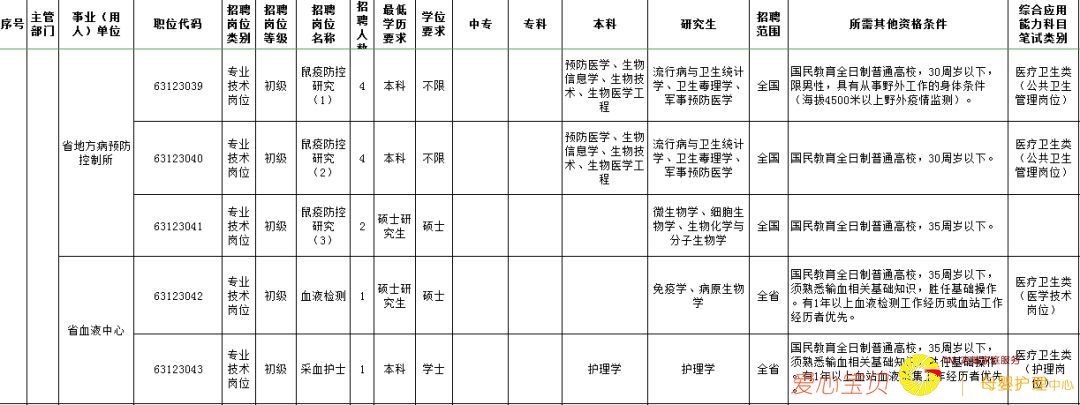 序号 主管部门 事业（用人）单位 职位代码 招聘岗位类别 招聘岗位等级 招聘岗位名称 招聘人数 最低学历要求 学位要求 中专 专科 本科 研究生 招聘范围 所需其他资格条件 综合应用能力科目笔试类别
省地方病预防控制所
63123039 专业技术岗位 初级 鼠疫防控研究（1） 4 本科 不限 预防医学、生物信息学、生物技术、生物医学工程 流行病与卫生统计学、卫生毒理学、军事预防医学 全国 国民教育全日制普通高校，30周岁以下，限男性，具有从事野外工作的身体条件（海拔4500米以上野外疫情监测）。 医疗卫生类（公共卫生管理岗位）
63123040 专业技术岗位 初级 鼠疫防控研究（2） 4 本科 不限 预防医学、生物信息学、生物技术、生物医学工程 流行病与卫生统计学、卫生毒理学、军事预防医学 全国 国民教育全日制普通高校，30周岁以下。 医疗卫生类（公共卫生管理岗位）
63123041 专业技术岗位 初级 鼠疫防控研究（3） 2 硕士研究生 硕士 微生物学、细胞生物学、生物化学与分子生物学 全国 国民教育全日制普通高校，35周岁以下。
省血液中心
63123042 专业技术岗位 初级 血液检测 1 硕士研究生 硕士 免疫学、病原生物学 全省 国民教育全日制普通高校，35周岁以下，须熟悉输血相关基础知识，胜任基础操作。有1年以上血液检测工作经历或血站工作经历者优先。 医疗卫生类（医学技术岗位）
63123043 专业技术岗位 初级 采血护士 1 本科 学士 护理学 护理学 全省 国民教育全日制普通高校，35周岁以下，须熟悉输血相关基础知识，胜任基础操作。有1年以上血站血液采集工作经历者优先 医疗卫生类（护理岗位）
爱心宝贝 母婴护理中心